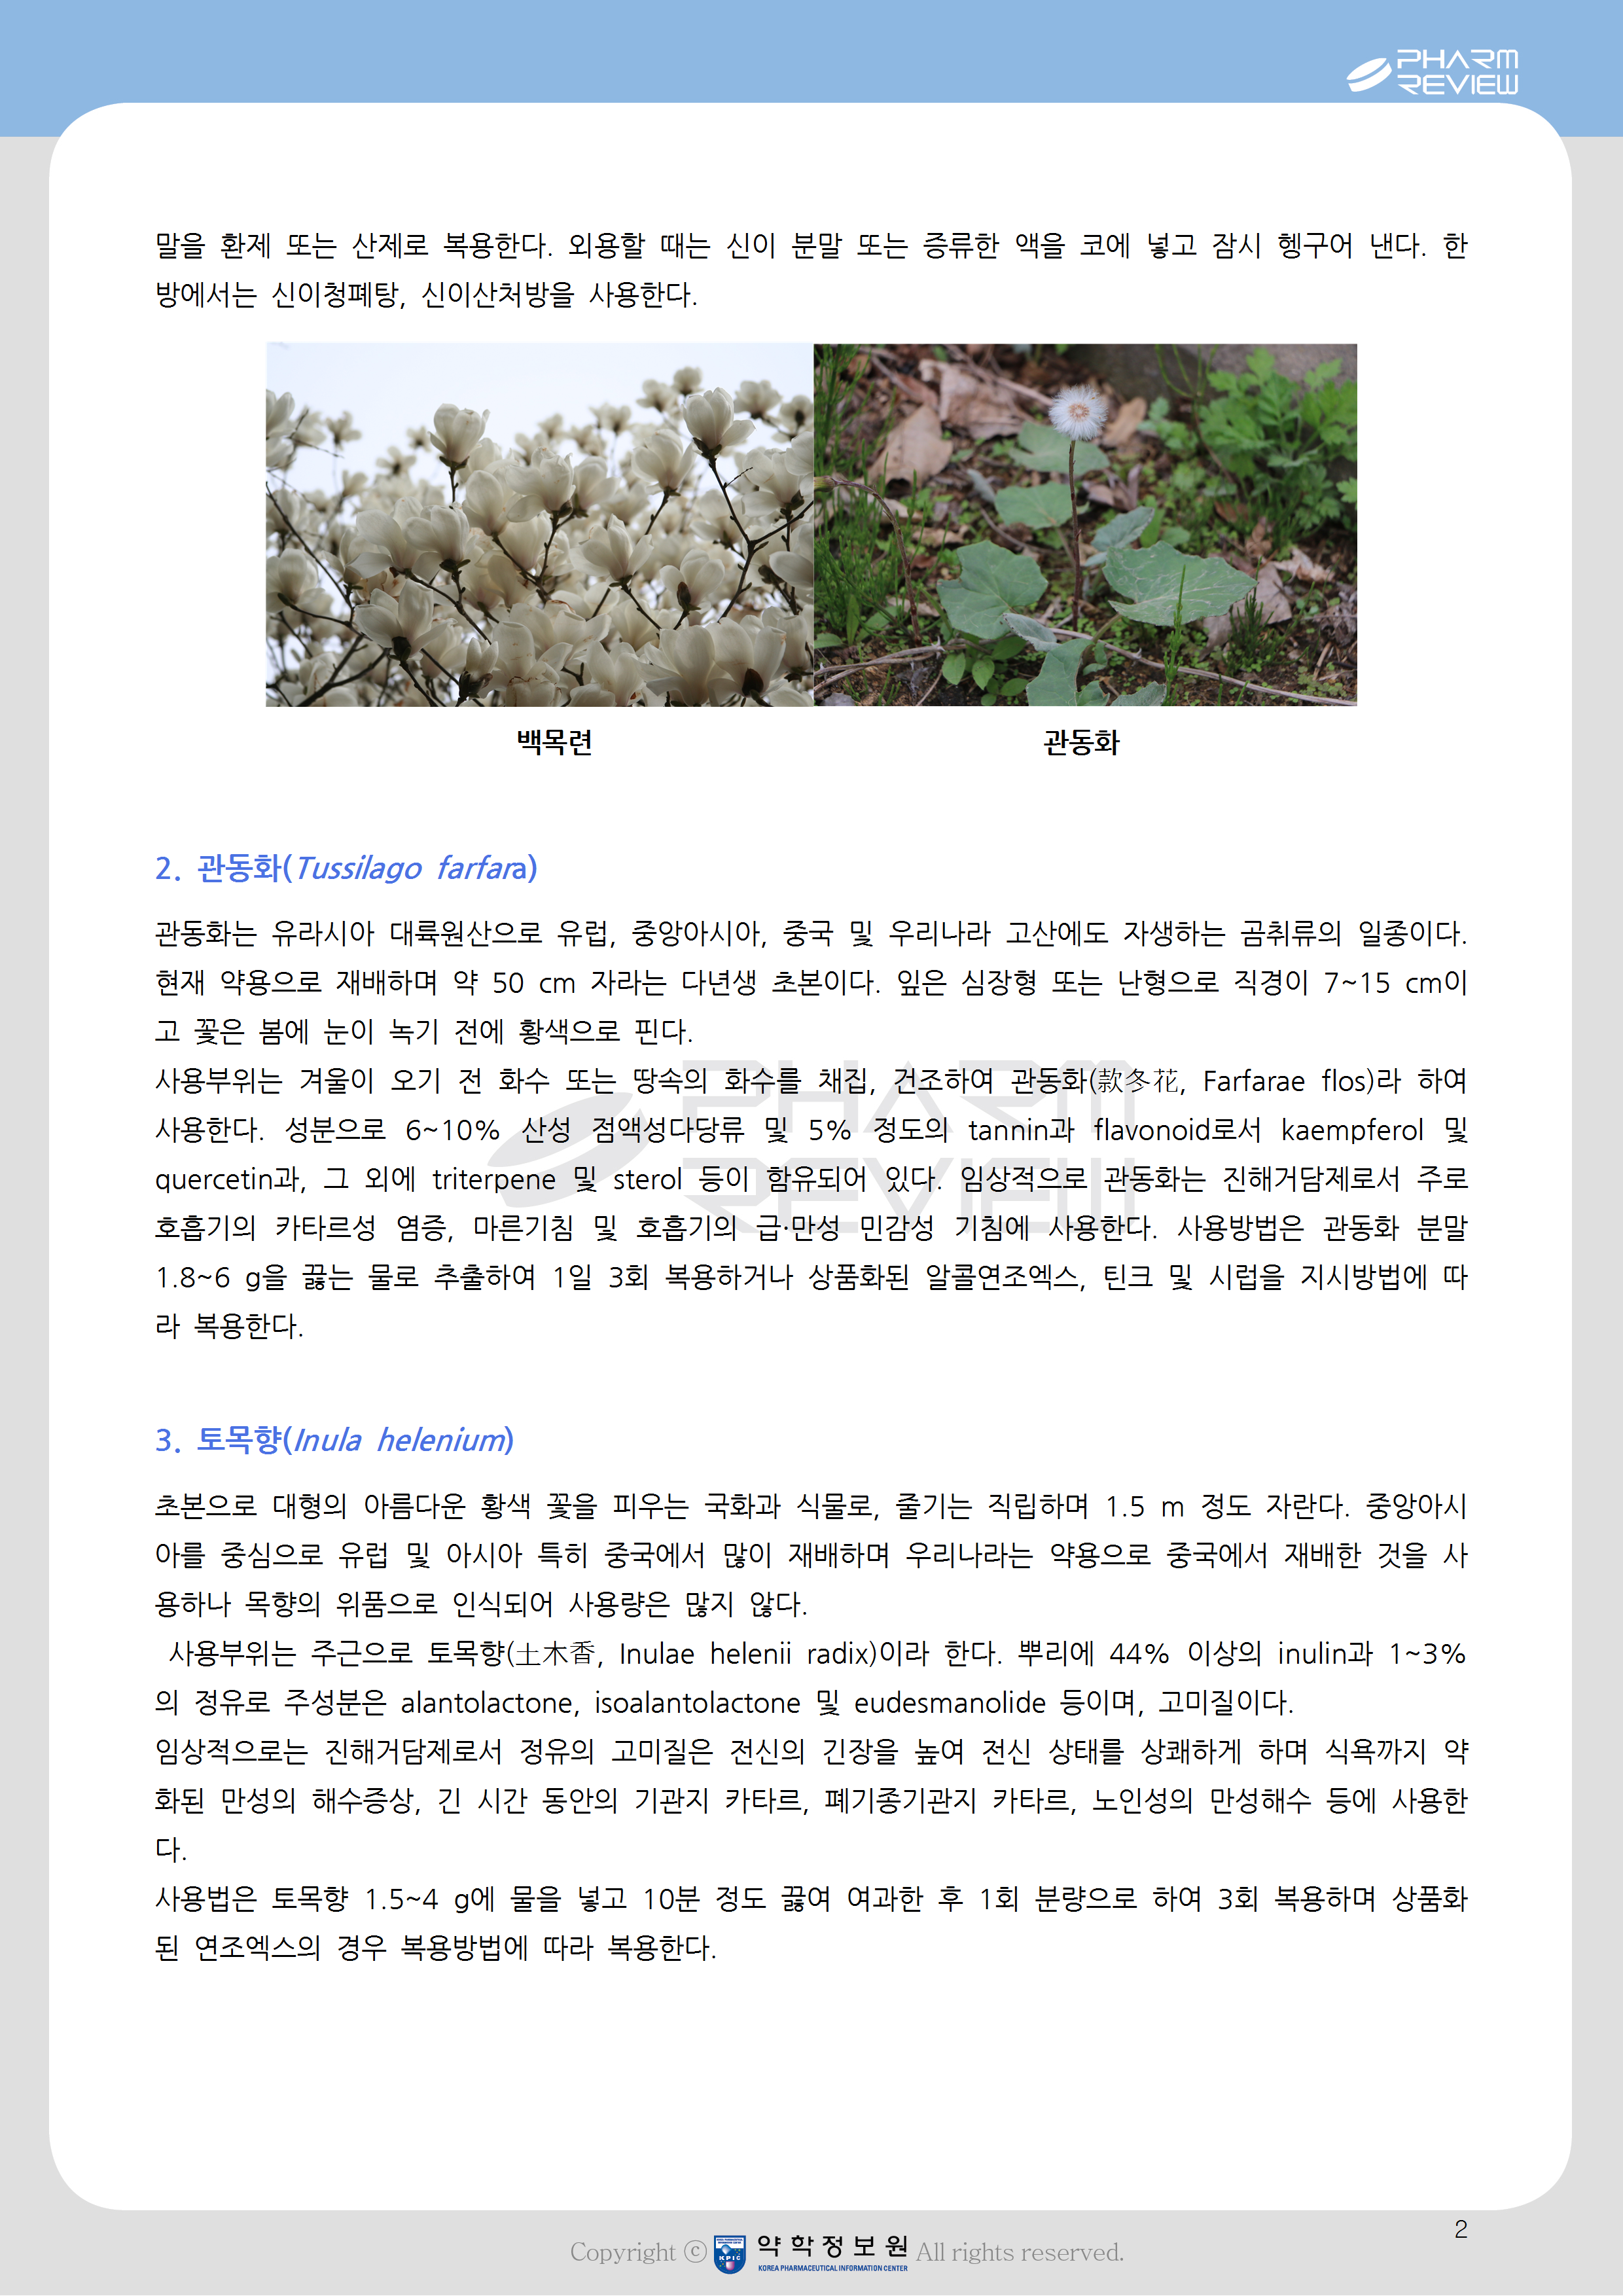 PHARM
REVIEW
말을 환제 또는 산제로 복용한다. 외용할 때는 신이 분말 또는 증류한 액을 코에 넣고 잠시 헹구어 낸다. 한
방에서는 신이청폐탕, 신이산처방을 사용한다.
백목련
관동화
2. 관동화(Tussilago farfara)
관동화는 유라시아 대륙원산으로 유럽, 중앙아시아, 중국 및 우리나라 고산에도 자생하는 곰취류의 일종이다.
현재 약용으로 재배하며 약 50 cm 자라는 다년생 초본이다. 잎은 심장형 또는 난형으로 직경이 7~15 cm이
고 꽃은 봄에 눈이 녹기 전에 황색으로 핀다.
사용부위는 겨울이 오기 전 화수 또는 땅속의 화수를 채집, 건조하여 관동화(款冬花, Farfarae flos)라 하여
사용한다. 성분으로 6~10% 산성 점액성다당류 및 5% 정도의 tannin과 flavonoid로서 kaempferol 및
quercetin과, 그 외에 triterpene 및 sterol 등이 함유되어 있다. 임상적으로 관동화는 진해거담제로서 주로
호흡기의 카타르성 염증, 마른기침 및 호흡기의 급·만성 민감성 기침에 사용한다. 사용방법은 관동화 분말
1.8~6 g을 끓는 물로 추출하여 1일 3회 복용하거나 상품화된 알콜연조엑스, 틴크 및 시럽을 지시방법에 따
라 복용한다.
PHARM
REVIEW
3. 토목향(Inula helenium)
초본으로 대형의 아름다운 황색 꽃을 피우는 국화과 식물로, 줄기는 직립하며 1.5 m 정도 자란다. 중앙아시
아를 중심으로 유럽 및 아시아 특히 중국에서 많이 재배하며 우리나라는 약용으로 중국에서 재배한 것을 사
용하나 목향의 위품으로 인식되어 사용량은 많지 않다.
사용부위는 주근으로 토목향(土木香, Inulae helenii radix)이라 한다. 뿌리에 44% 이상의 inulin과 1~3%
의 정유로 주성분은 alantolactone, isoalantolactone 및 eudesmanolide 등이며, 고미질이다.
임상적으로는 진해거담제로서 정유의 고미질은 전신의 긴장을 높여 전신 상태를 상쾌하게 하며 식욕까지 약
화된 만성의 해수증상, 긴 시간 동안의 기관지 카타르, 폐기종기관지 카타르, 노인성의 만성해수 등에 사용한
다.
사용법은 토목향 1.5~4 g에 물을 넣고 10분 정도 끓여 여과한 후 1회 분량으로 하여 3회 복용하며 상품화
된 연조엑스의 경우 복용방법에 따라 복용한다.
2
Copyright ⓒ KPIC 약학정보원 All rights reserved.
KOREA PHARMACEUTICAL INFORMATION CENTER